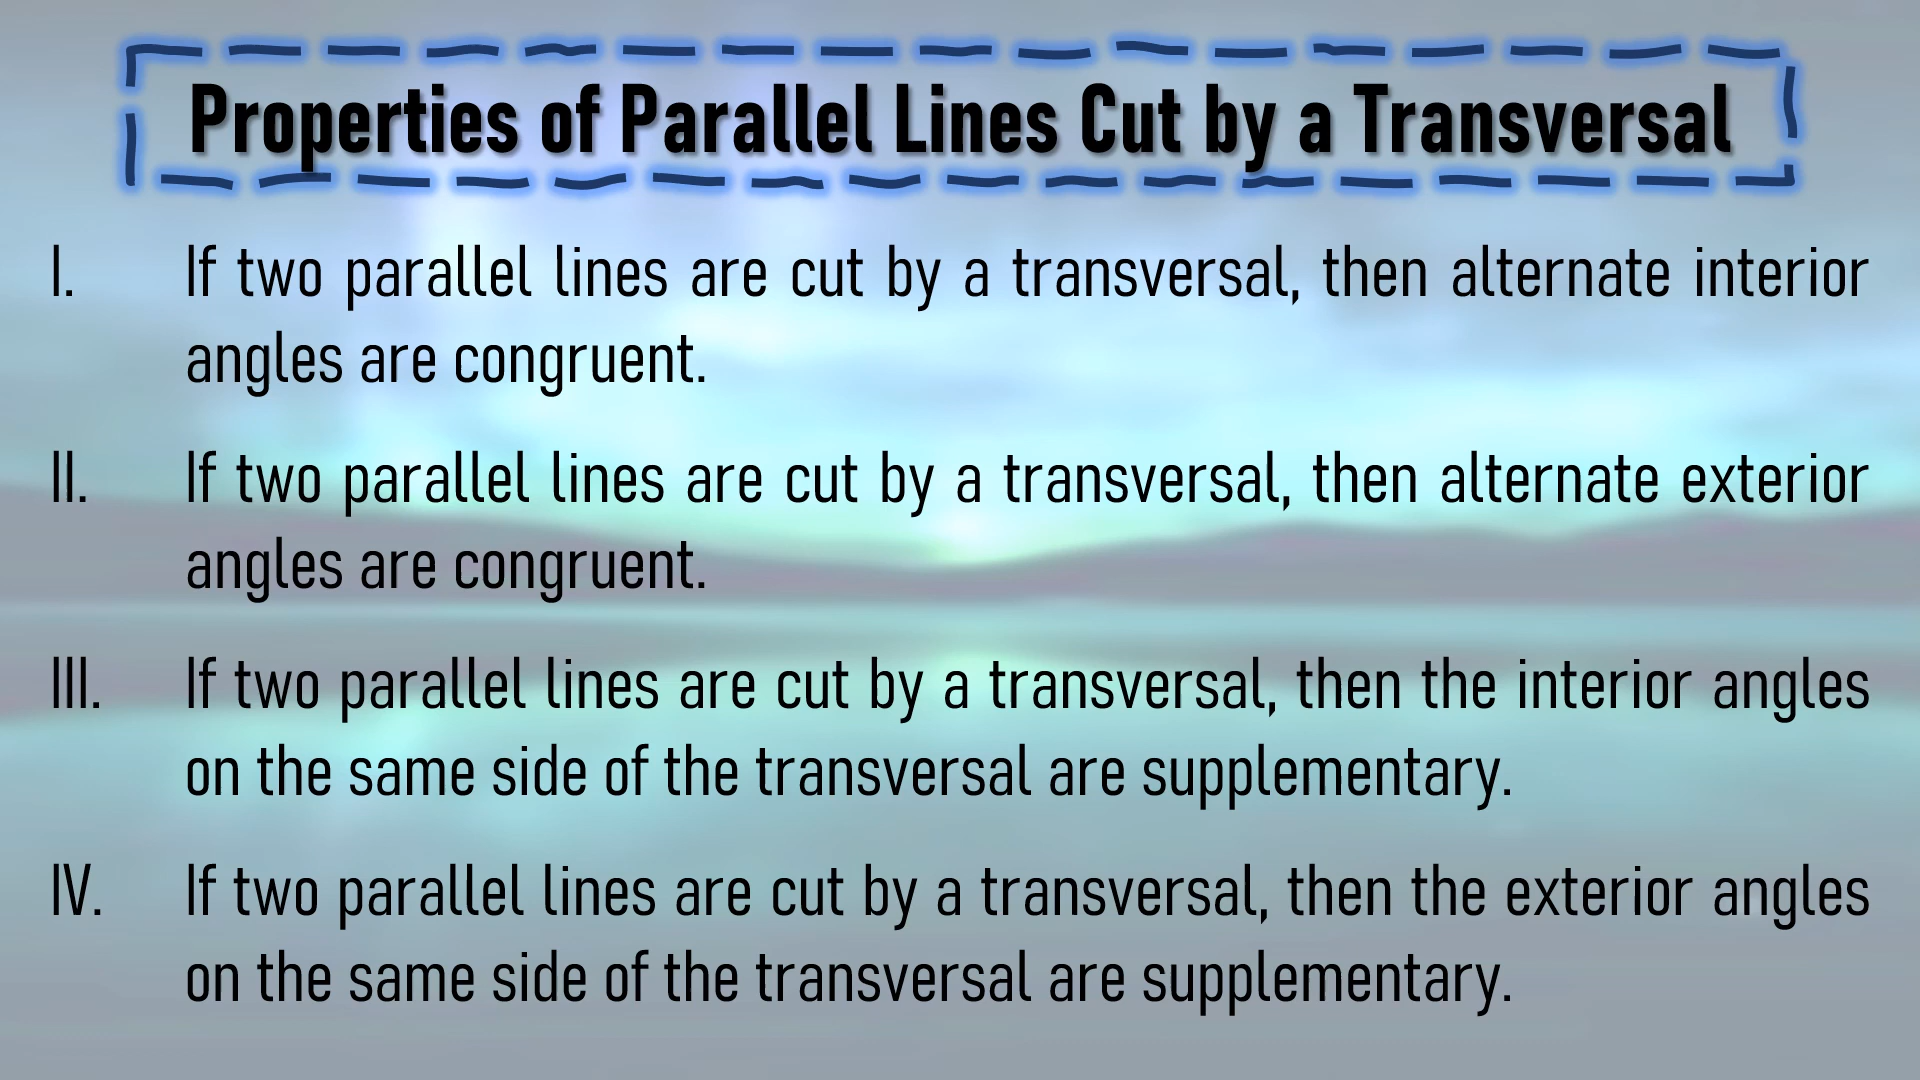 Properties of Parallel Lines Cut by a Transversal
I. If two parallel lines are cut by a transversal, then alternate interior
angles are congruent.
II. If two parallel lines are cut by a transversal, then alternate exterior
angles are congruent.
III. If two parallel lines are cut by a transversal, then the interior angles
on the same side of the transversal are supplementary.
IV. If two parallel lines are cut by a transversal, then the exterior angles
on the same side of the transversal are supplementary.